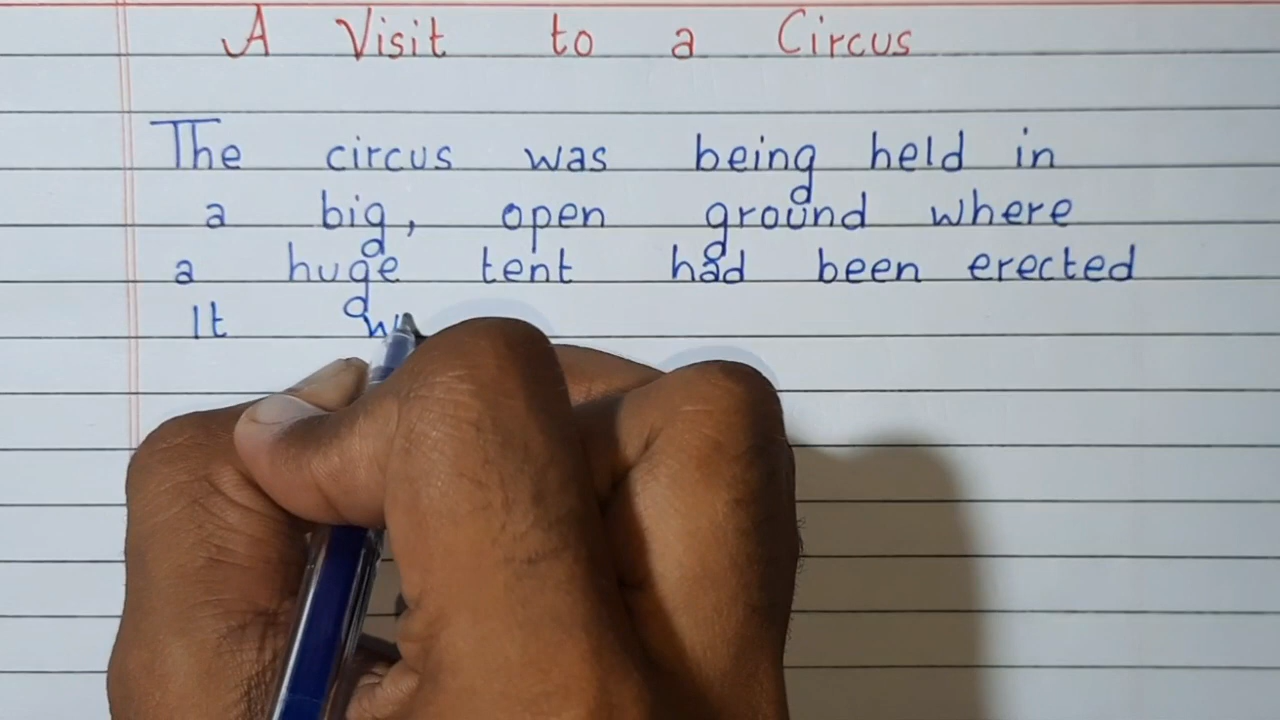 A Visit to a Circus
The circus was being held in
a big, open ground where
a huge tent had been erected
It